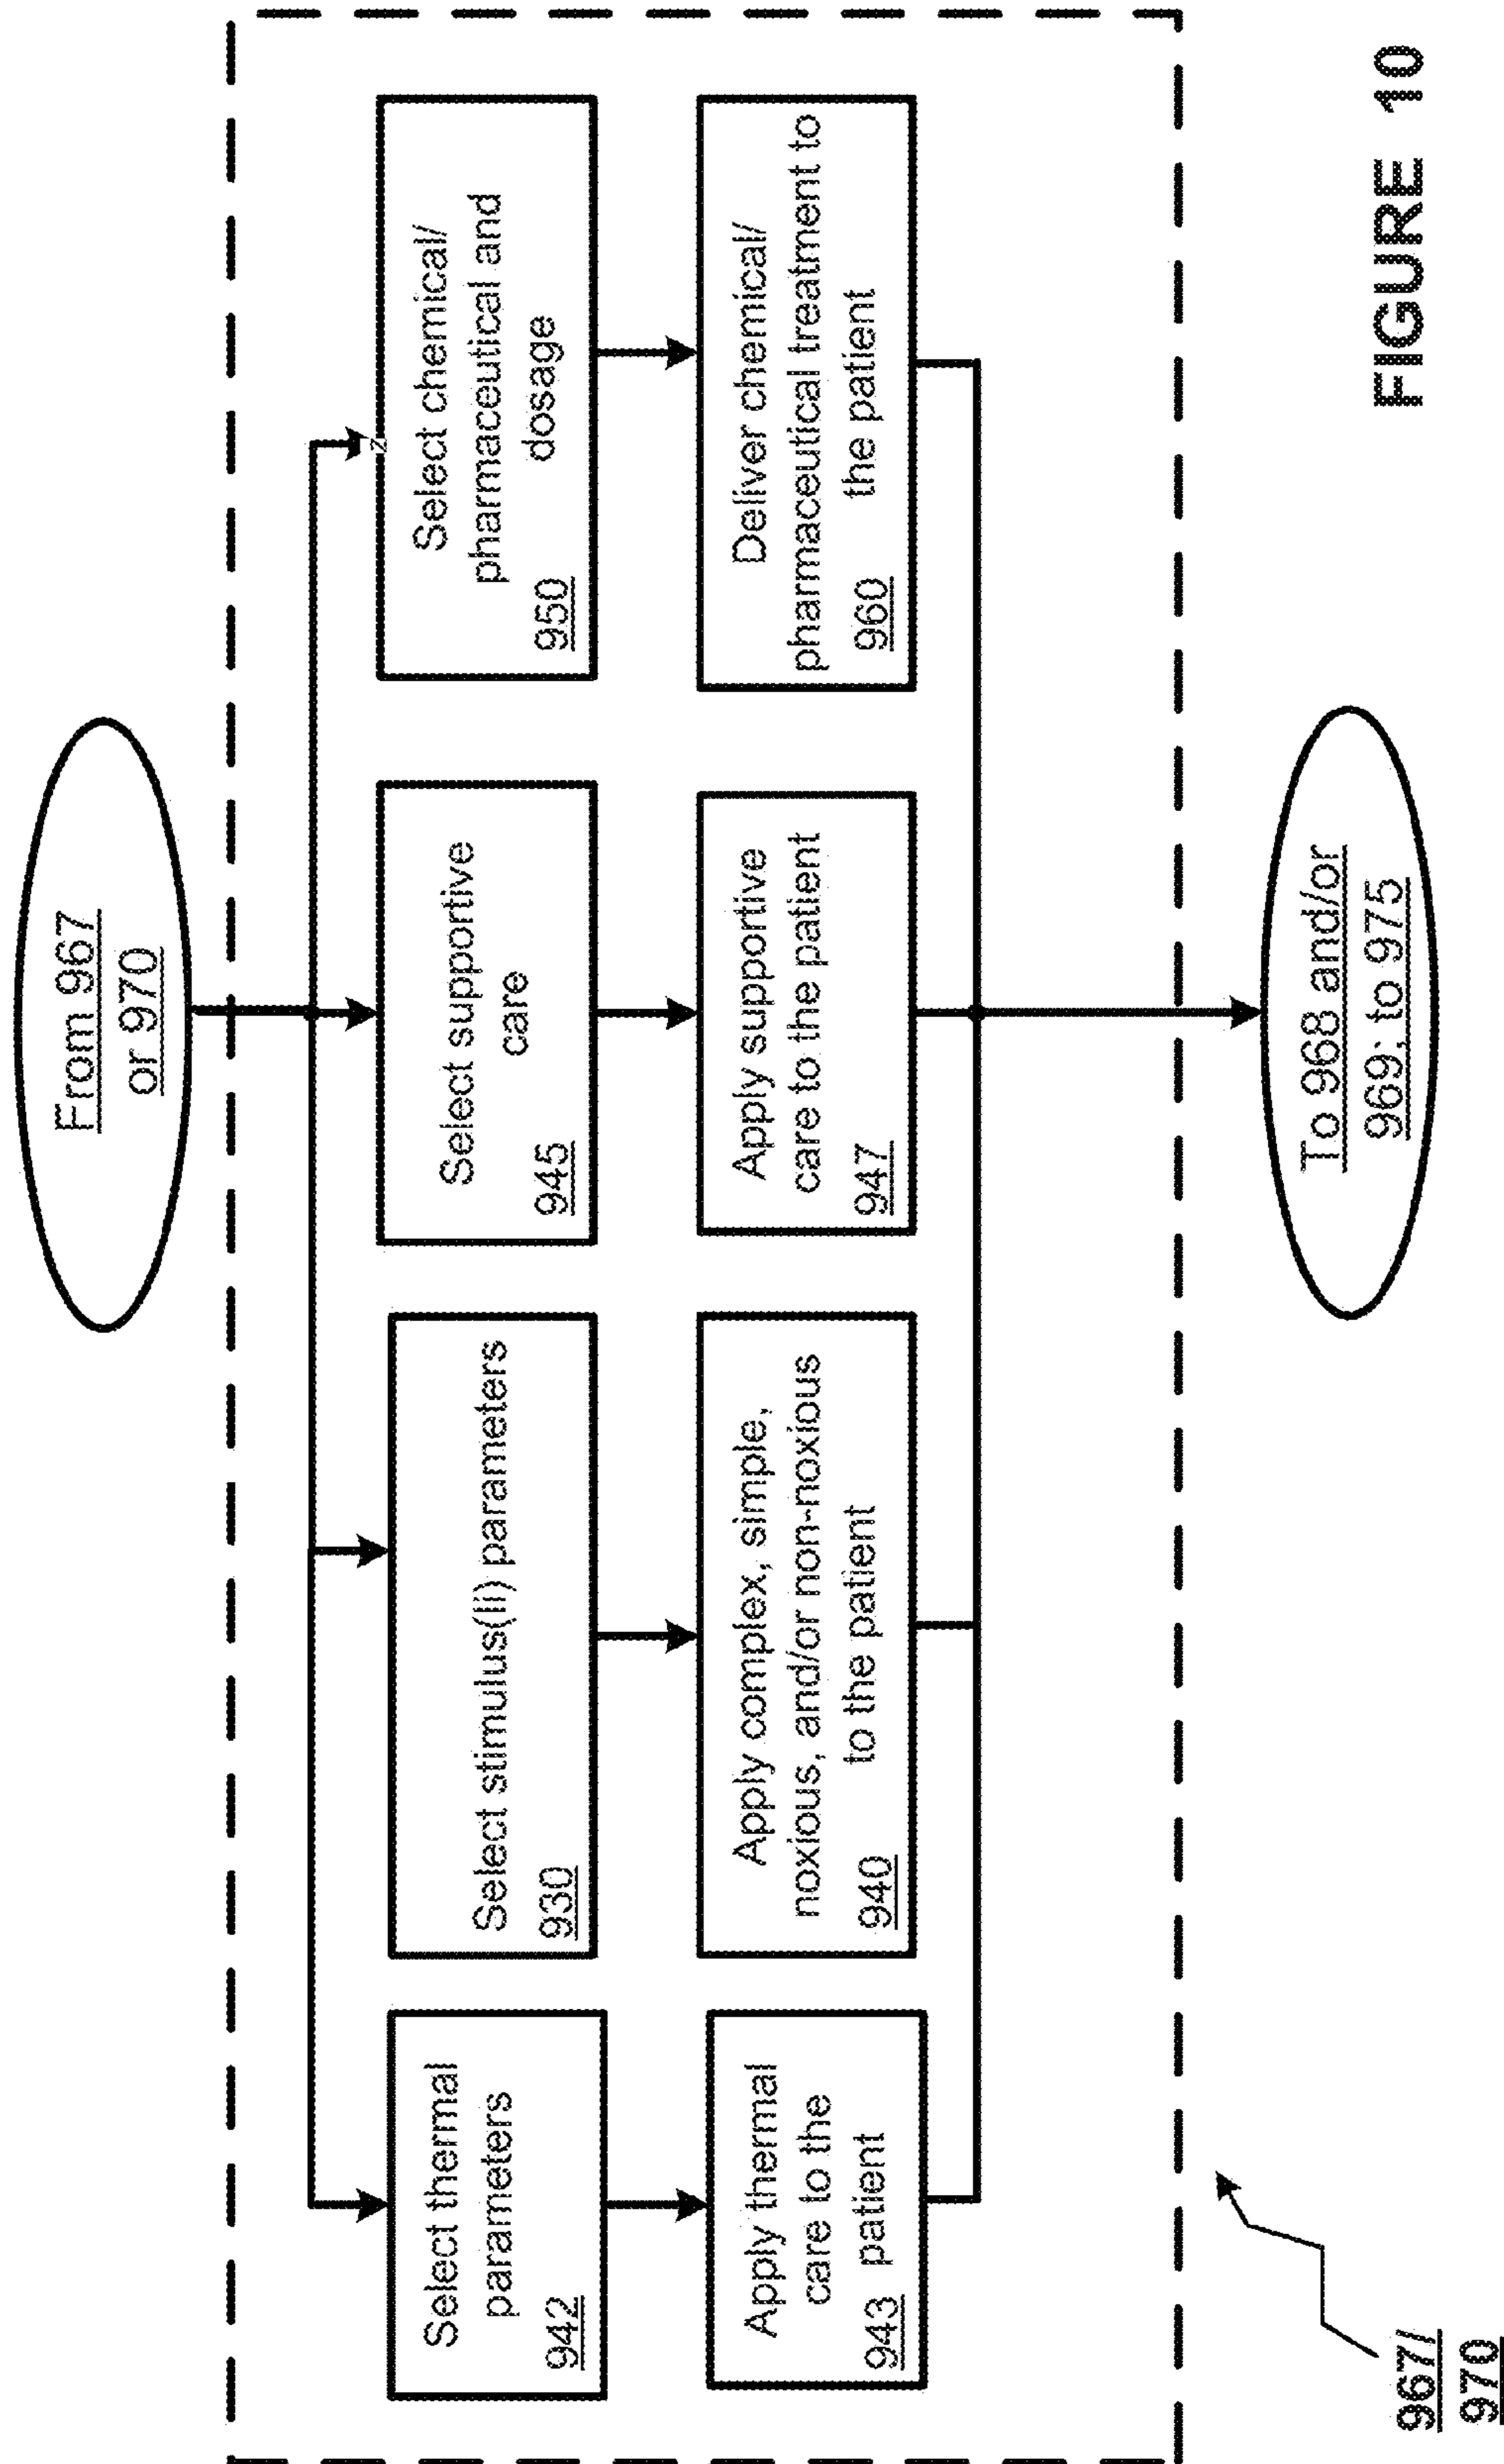 From 967
or 970
Select thermal
parameters
942
Select stimulus(li) parameters
930
Select supportive
care
945
Select chemical/
pharmaceutical and
dosage
950
Apply thermal
care to the
943 patient
Apply complex, simple,
noxious, and/or non-noxious
to the patient
940
Apply supportive
care to the patient
947
Deliver chemical/
pharmaceutical treatment to
the patient
960
To 968 and/or
969; to 975
967/
970
FIGURE 10
z